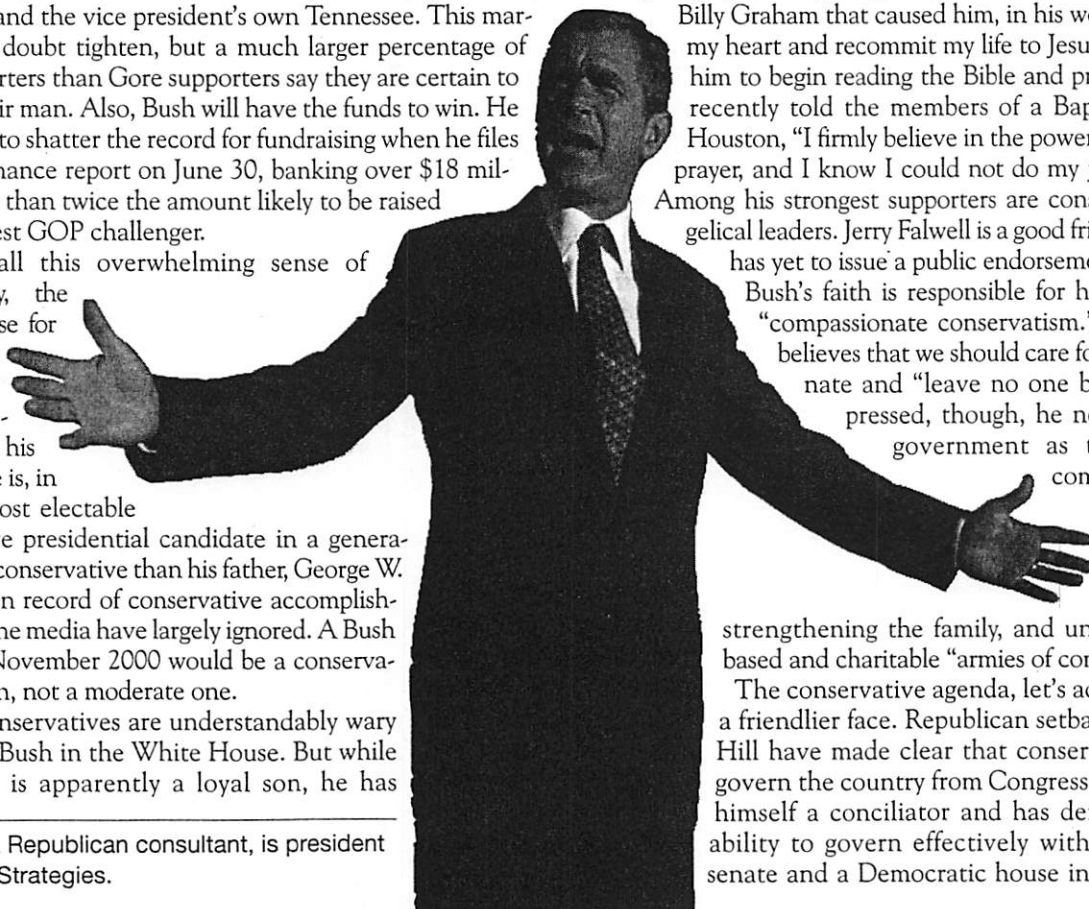 and the vice president's own Tennessee. This mar-
doubt tighten, but a much larger percentage of
rters than Gore supporters say they are certain to
ir man. Also, Bush will have the funds to win. He
to shatter the record for fundraising when he files
nance report on June 30, banking over $18 mil-
than twice the amount likely to be raised
est GOP challenger.
all this overwhelming sense of
y, the
se for
-
his
e is, in
ost electable
e presidential candidate in a genera-
conservative than his father, George W.
n record of conservative accomplish-
ne media have largely ignored. A Bush
November 2000 would be a conserva-
n, not a moderate one.
nservatives are understandably wary
Bush in the White House. But while
is apparently a loyal son, he has
Republican consultant, is president
Strategies.
Billy Graham that caused him, in his wo
my heart and recommit my life to Jesu
him to begin reading the Bible and pr
recently told the members of a Bap
Houston, "I firmly believe in the power
prayer, and I know I could not do my j
Among his strongest supporters are cons
gelical leaders. Jerry Falwell is a good fri
has yet to issue a public endorseme
Bush's faith is responsible for h
"compassionate conservatism."
believes that we should care fo
nate and "leave no one b
pressed, though, he n
government as t
com
strengthening the family, and un
based and charitable "armies of com
The conservative agenda, let's ad
a friendlier face. Republican setba
Hill have made clear that conser
govern the country from Congress
himself a conciliator and has de
ability to govern effectively with
senate and a Democratic house in